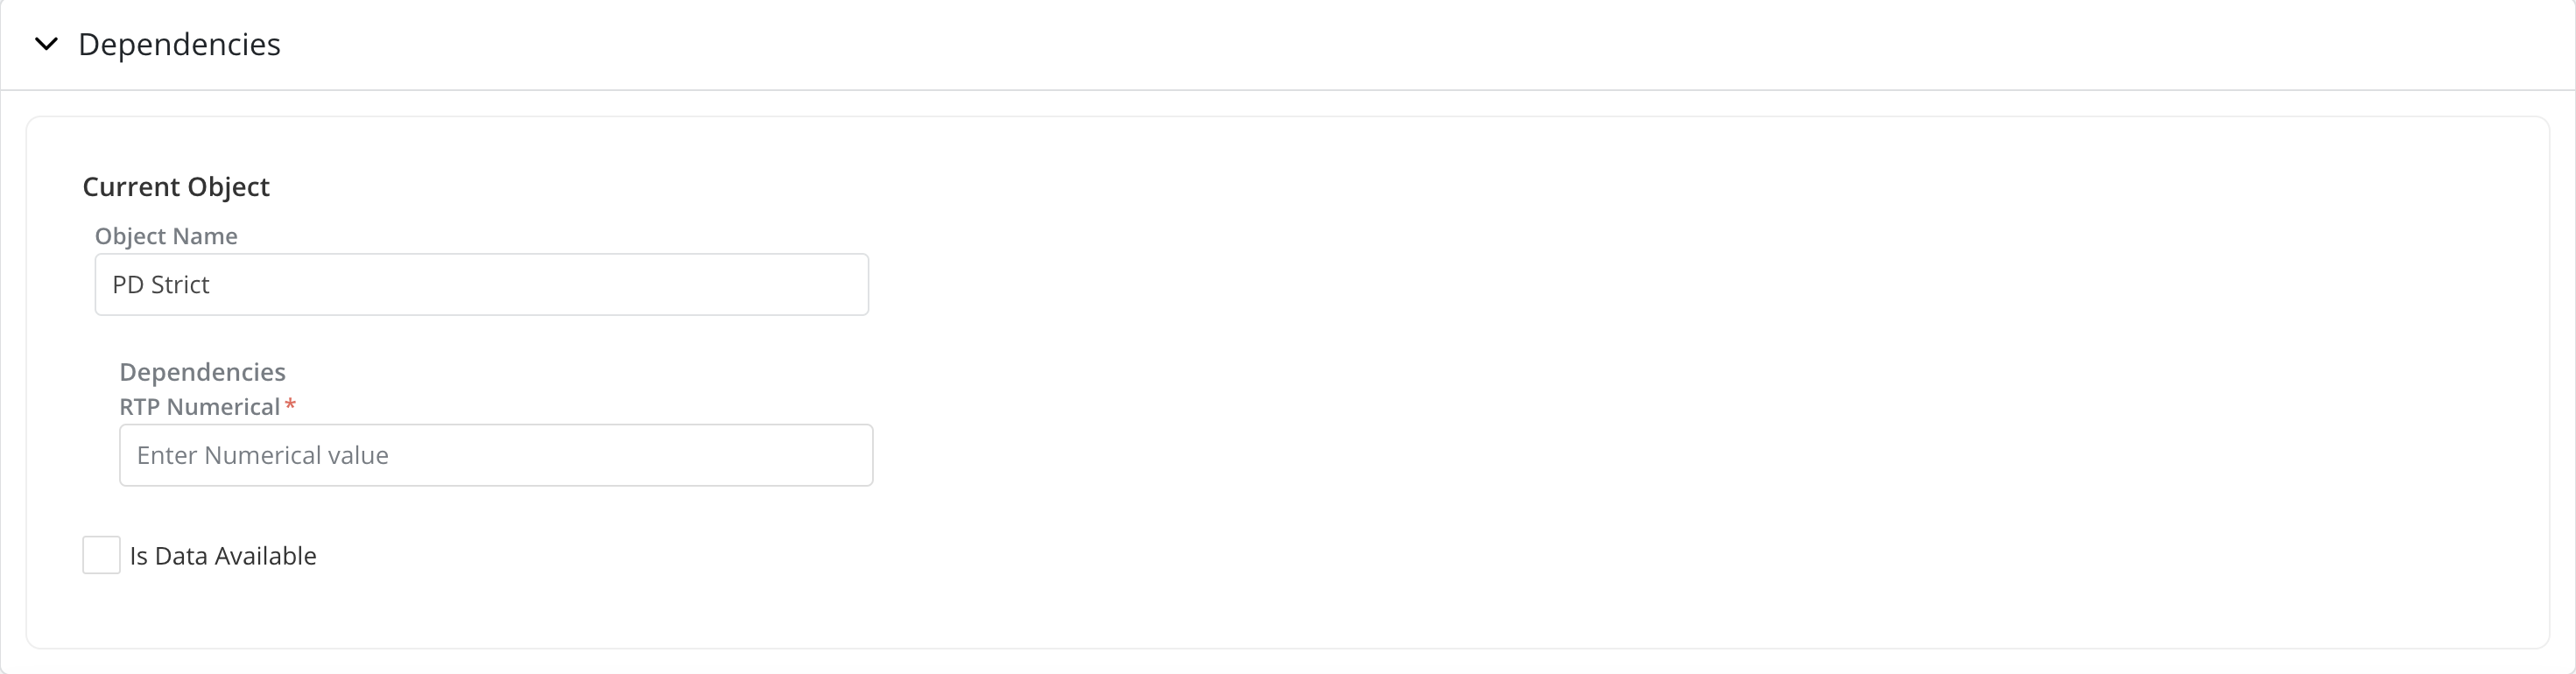 Dependencies
Current Object
Object Name
PD Strict
Dependencies
RTP Numerical *
Enter Numerical value
Is Data Available